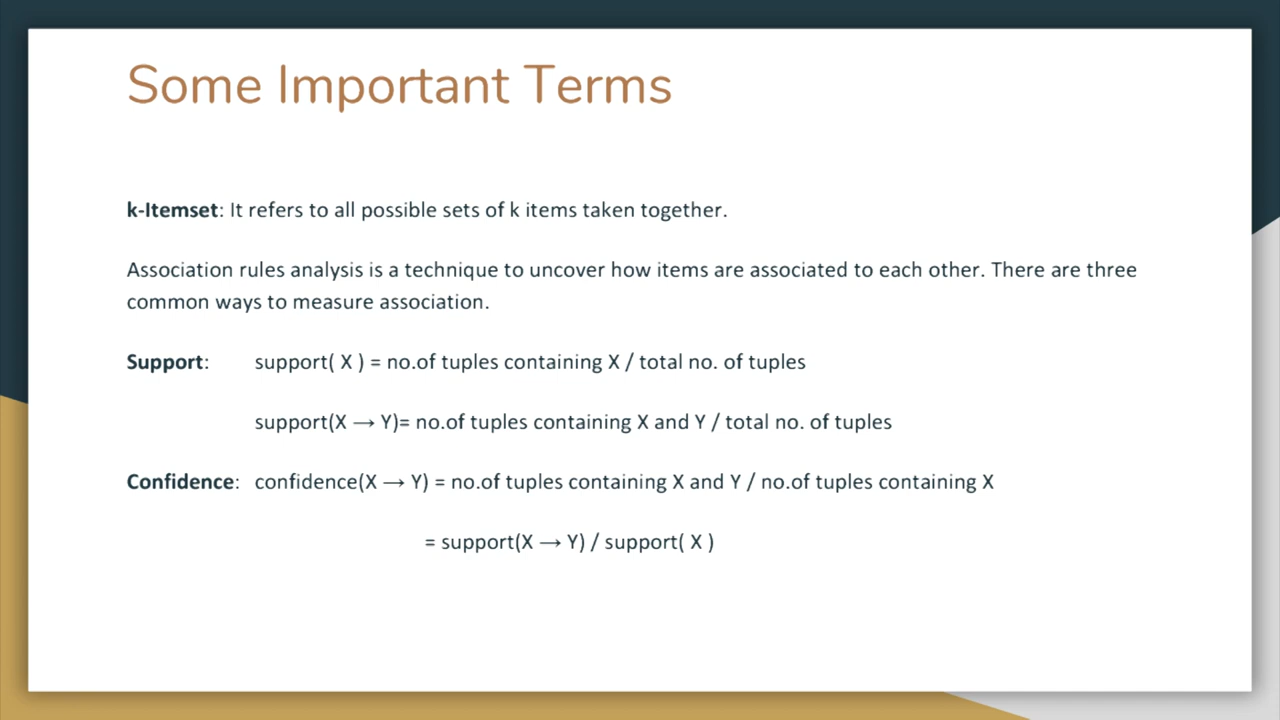 Some Important Terms
k-Itemset: It refers to all possible sets of k items taken together.
Association rules analysis is a technique to uncover how items are associated to each other. There are three
common ways to measure association.
Support: support( X ) = no.of tuples containing X / total no. of tuples
support(X → Y)= no.of tuples containing X and Y / total no. of tuples
Confidence: confidence(X → Y) = no.of tuples containing X and Y / no.of tuples containing X
= support(X → Y) / support( X )